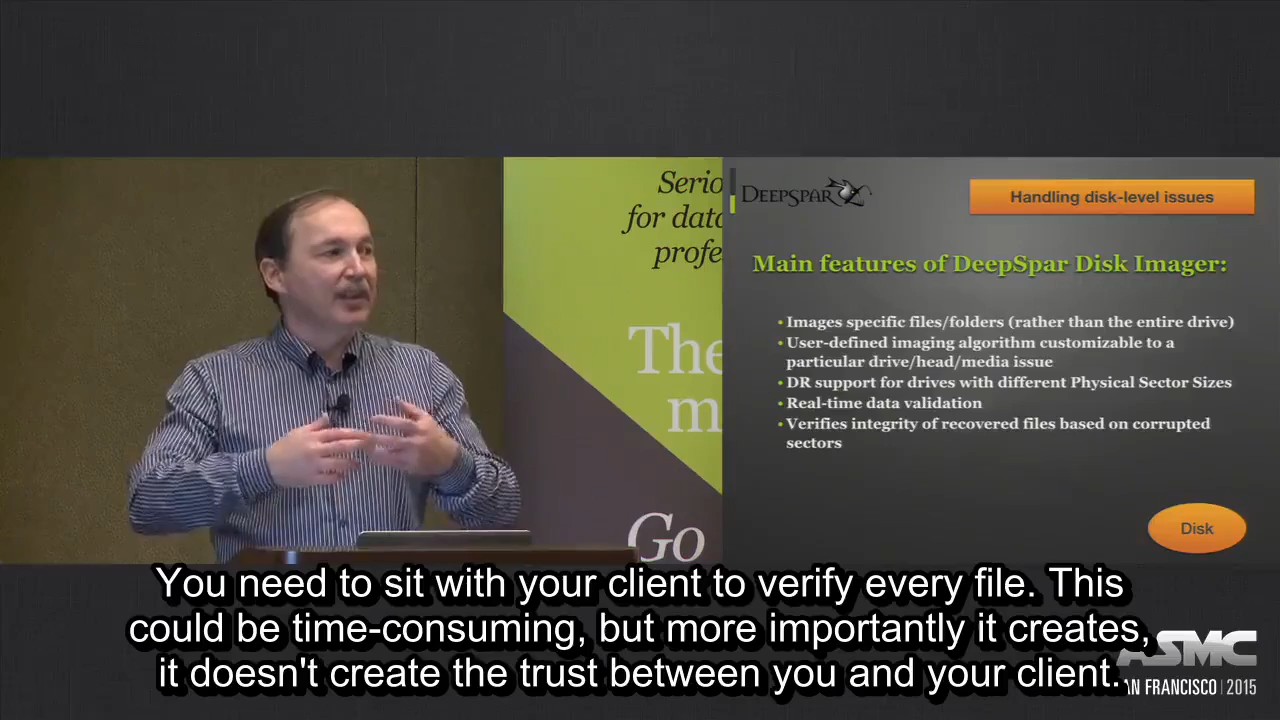 Serio
for data
profe
The
m
Go
DEEPSPAR
Handling disk-level issues
Main features of DeepSpar Disk Imager:
• Images specific files/folders (rather than the entire drive)
• User-defined imaging algorithm customizable to a
particular drive/head/media issue
• DR support for drives with different Physical Sector Sizes
• Real-time data validation
• Verifies integrity of recovered files based on corrupted
sectors
Disk
You need to sit with your client to verify every file. This
could be time-consuming, but more importantly it creates,
it doesn't create the trust between you and your client.
ASMC
AN FRANCISCO | 2015